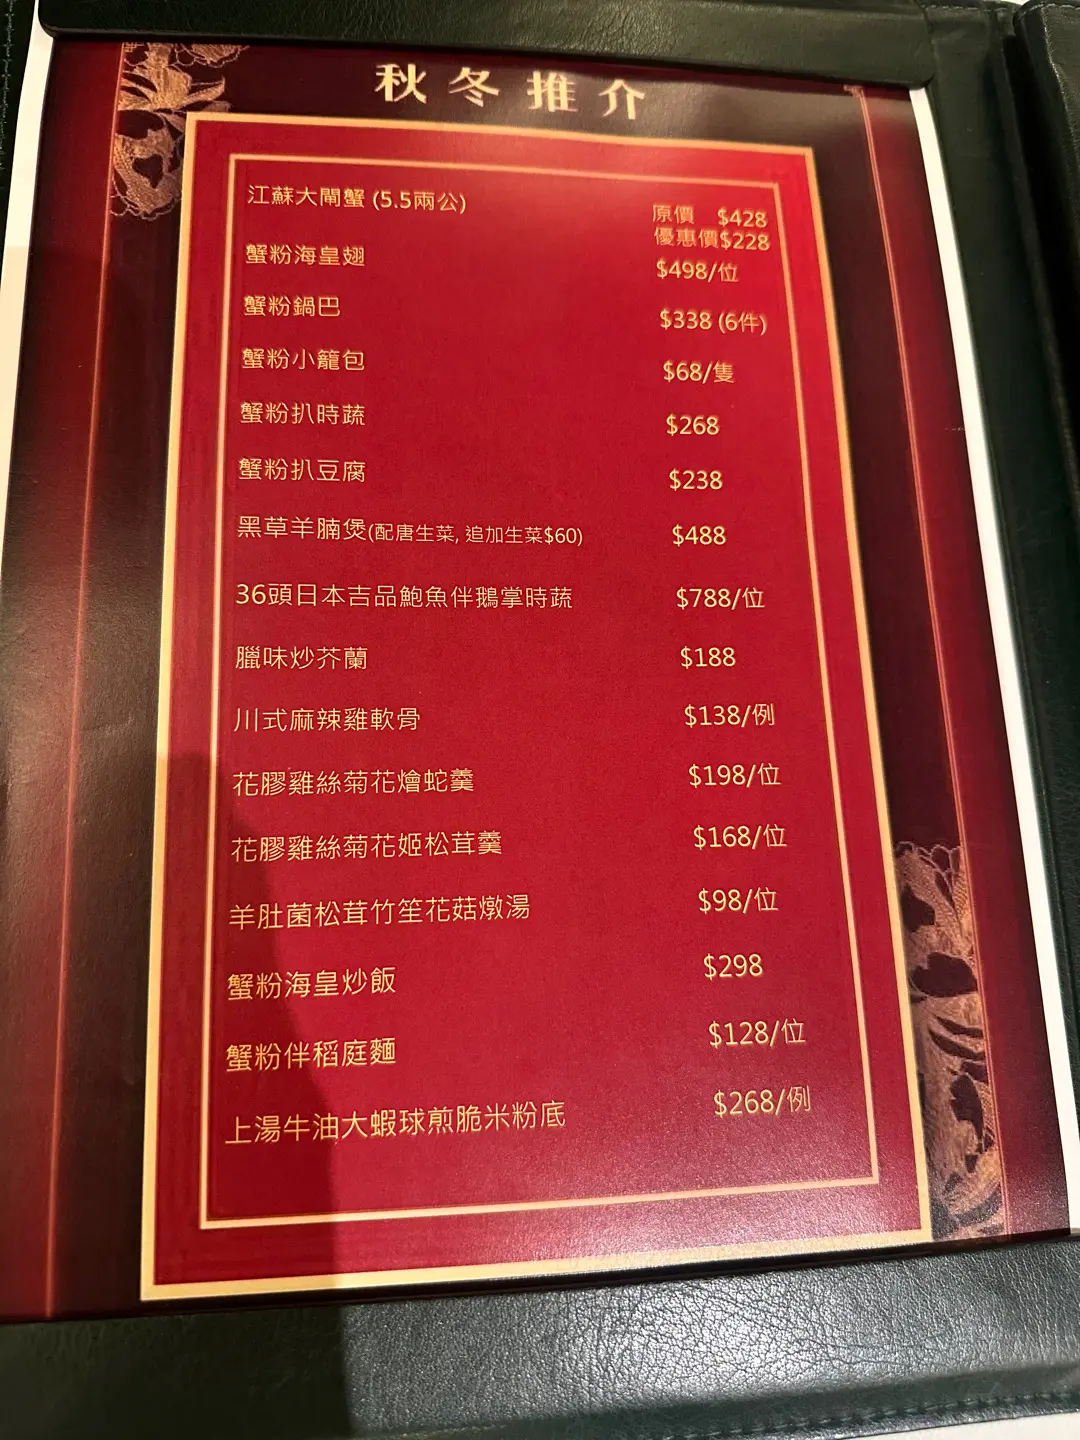 秋冬推介
江蘇大閘蟹 (5.5兩公) 原價 $428
優惠價$228
蟹粉海皇翅 $498/位
蟹粉鍋巴 $338 (6件)
蟹粉小籠包 $68/隻
蟹粉扒時蔬 $268
蟹粉扒豆腐 $238
黑草羊腩煲(配唐生菜, 追加生菜$60) $488
36頭日本吉品鮑魚伴鵝掌時蔬 $788/位
臘味炒芥蘭 $188
川式麻辣雞軟骨 $138/例
花膠雞絲菊花燴蛇羹 $198/位
花膠雞絲菊花姬松茸羹 $168/位
羊肚菌松茸竹笙花菇燉湯 $98/位
蟹粉海皇炒飯 $298
蟹粉伴稻庭麵 $128/位
上湯牛油大蝦球煎脆米粉底 $268/例